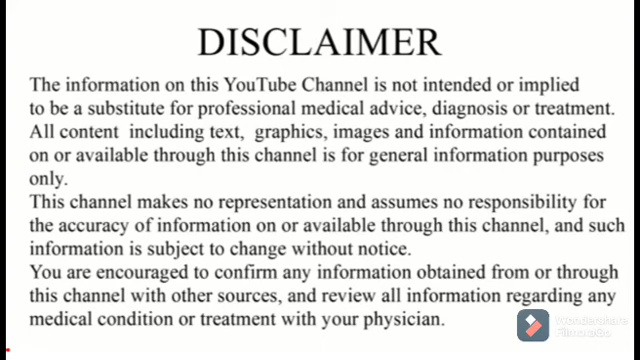 DISCLAIMER
The information on this YouTube Channel is not intended or implied
to be a substitute for professional medical advice, diagnosis or treatment.
All content including text, graphics, images and information contained
on or available through this channel is for general information purposes
only.
This channel makes no representation and assumes no responsibility for
the accuracy of information on or available through this channel, and such
information is subject to change without notice.
You are encouraged to confirm any information obtained from or through
this channel with other sources, and review all information regarding any
medical condition or treatment with your physician.
Wondershare
FilmoraGo